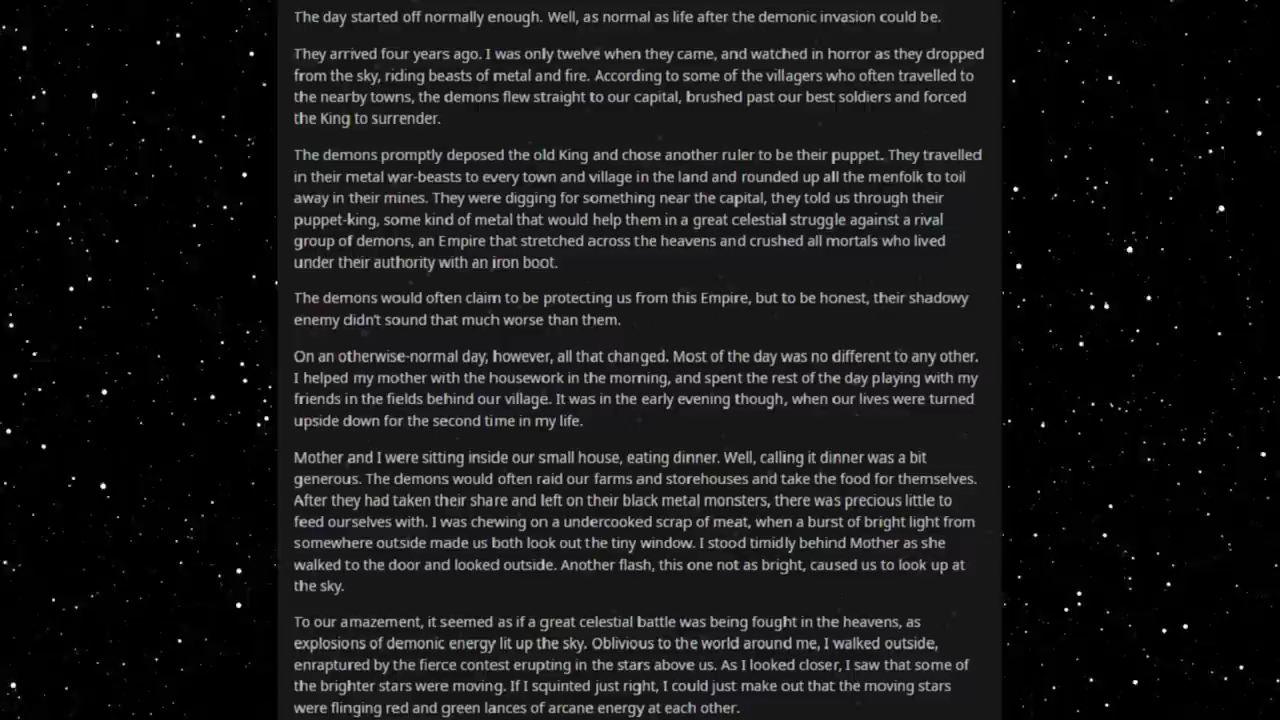 The day started off normally enough. Well, as normal as life after the demonic invasion could be.
They arrived four years ago. I was only twelve when they came, and watched in horror as they dropped
from the sky, riding beasts of metal and fire. According to some of the villagers who often travelled to
the nearby towns, the demons flew straight to our capital, brushed past our best soldiers and forced
the King to surrender.
The demons promptly deposed the old King and chose another ruler to be their puppet. They travelled
in their metal war-beasts to every town and village in the land and rounded up all the menfolk to toil
away in their mines. They were digging for something near the capital, they told us through their
puppet-king, some kind of metal that would help them in a great celestial struggle against a rival
group of demons, an Empire that stretched across the heavens and crushed all mortals who lived
under their authority with an iron boot.
The demons would often claim to be protecting us from this Empire, but to be honest, their shadowy
enemy didn't sound that much worse than them.
On an otherwise-normal day, however, all that changed. Most of the day was no different to any other.
I helped my mother with the housework in the morning, and spent the rest of the day playing with my
friends in the fields behind our village. It was in the early evening though, when our lives were turned
upside down for the second time in my life.
Mother and I were sitting inside our small house, eating dinner. Well, calling it dinner was a bit
generous. The demons would often raid our farms and storehouses and take the food for themselves.
After they had taken their share and left on their black metal monsters, there was precious little to
feed ourselves with. I was chewing on a undercooked scrap of meat, when a burst of bright light from
somewhere outside made us both look out the tiny window. I stood timidly behind Mother as she
walked to the door and looked outside. Another flash, this one not as bright, caused us to look up at
the sky.
To our amazement, it seemed as if a great celestial battle was being fought in the heavens, as
explosions of demonic energy lit up the sky. Oblivious to the world around me, I walked outside,
enraptured by the fierce contest erupting in the stars above us. As I looked closer, I saw that some of
the brighter stars were moving. If I squinted just right, I could just make out that the moving stars
were flinging red and green lances of arcane energy at each other.